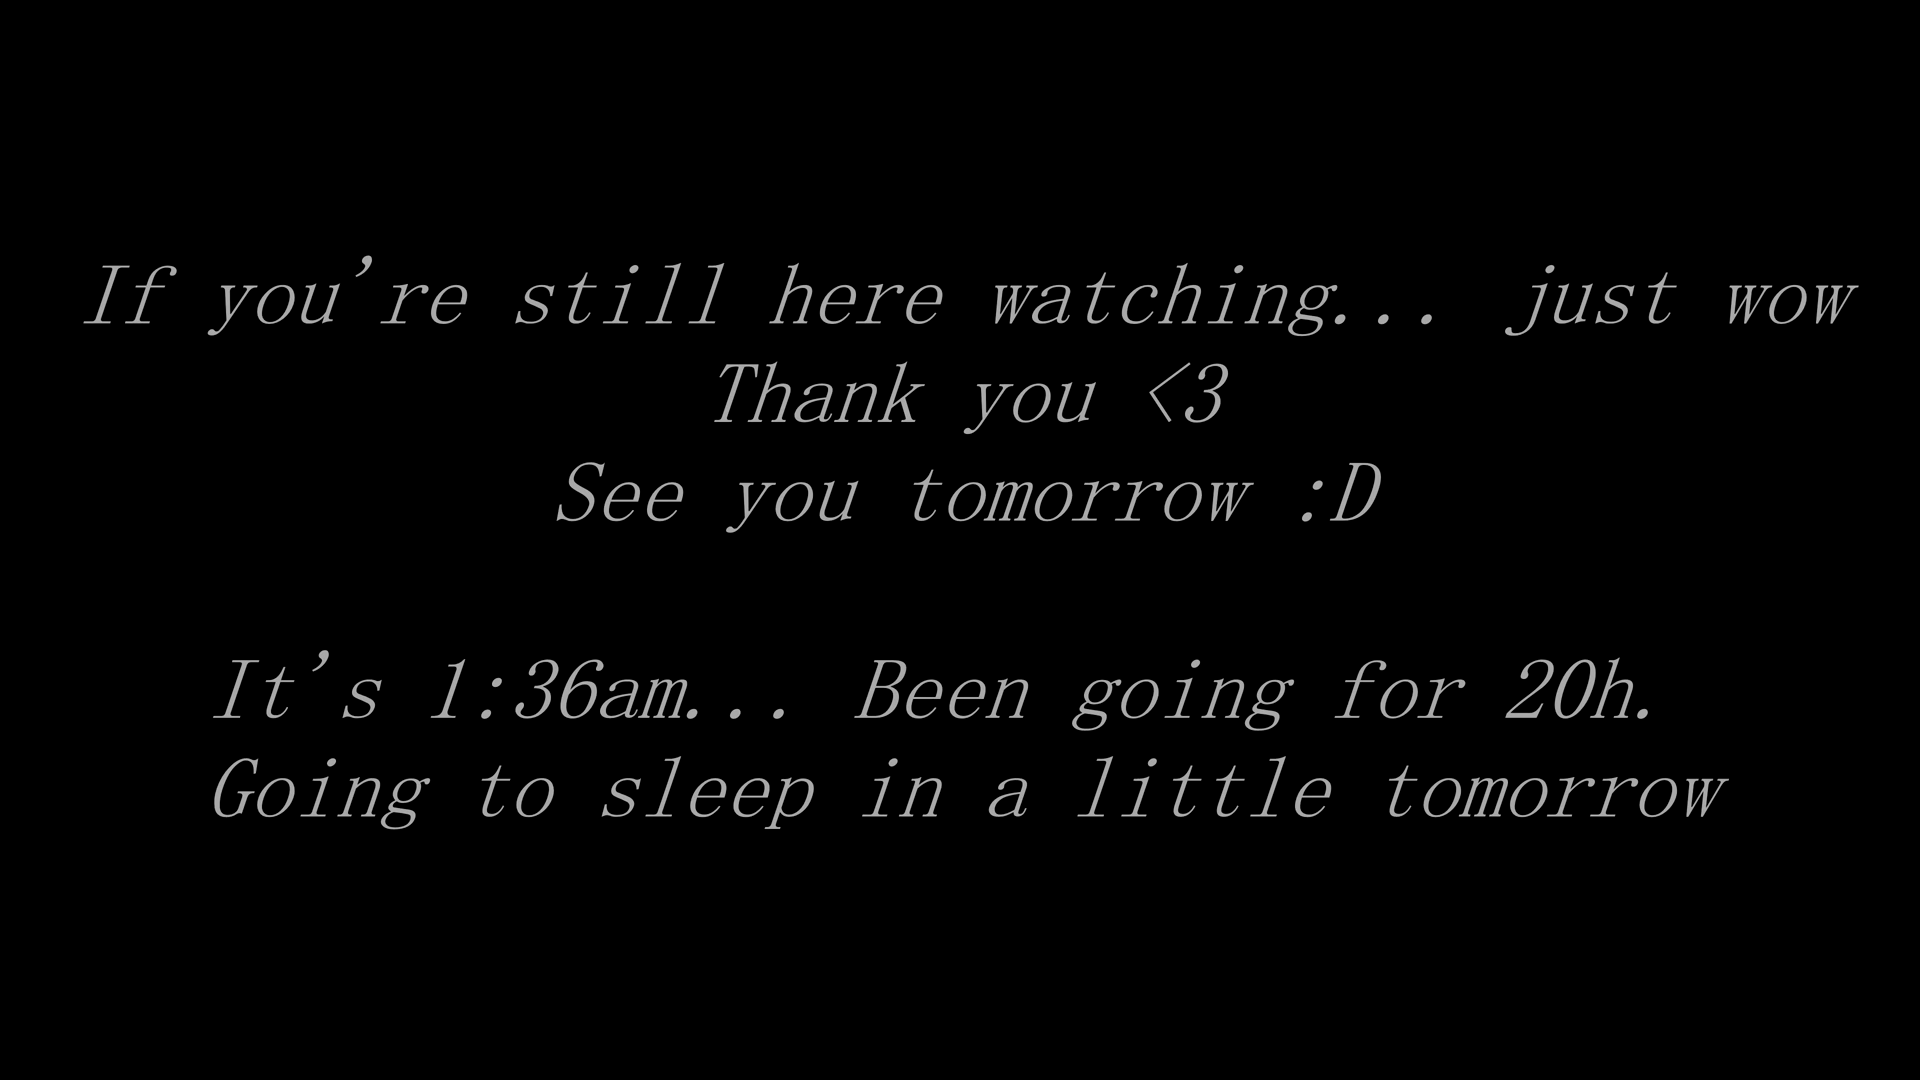 If you're still here watching... just wow
Thank you <3
See you tomorrow :D
It's 1:36am... Been going for 20h.
Going to sleep in a little tomorrow